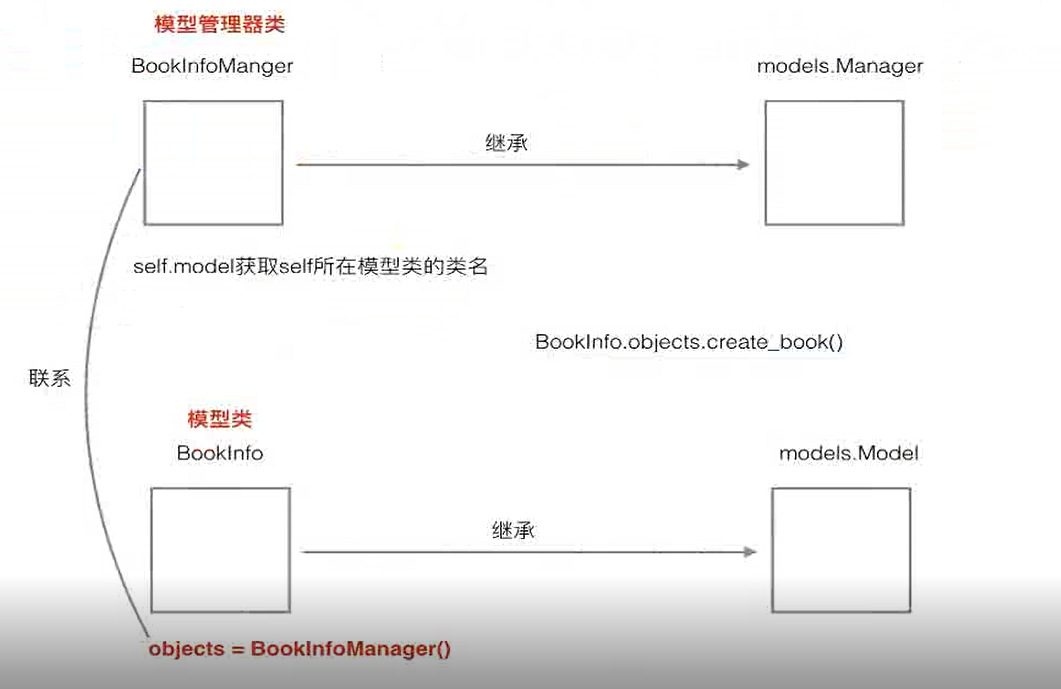 模型管理器类
BookInfoManger
models.Manager
继承
self.model获取self所在模型类的类名
BookInfo.objects.create_book()
联系
模型类
BookInfo
models.Model
继承
objects = BookInfoManager()